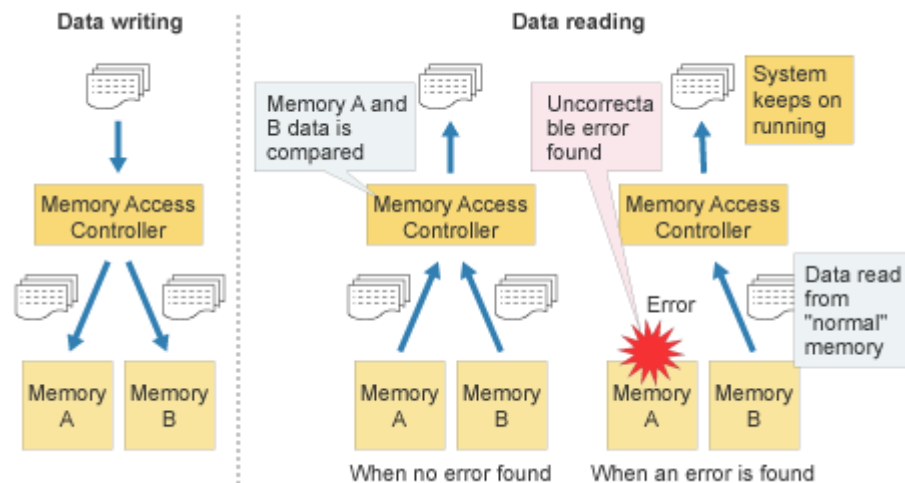 Data writing
Memory Access
Controller
Memory
A
Memory
B
Data reading
Memory A and
B data is
compared
Memory Access
Controller
Memory
A
Memory
B
When no error found
Uncorrecta
ble error
found
System
keeps on
running
Memory Access
Controller
Error
Data read
from
"normal"
memory
Memory
A
Memory
B
When an error is found